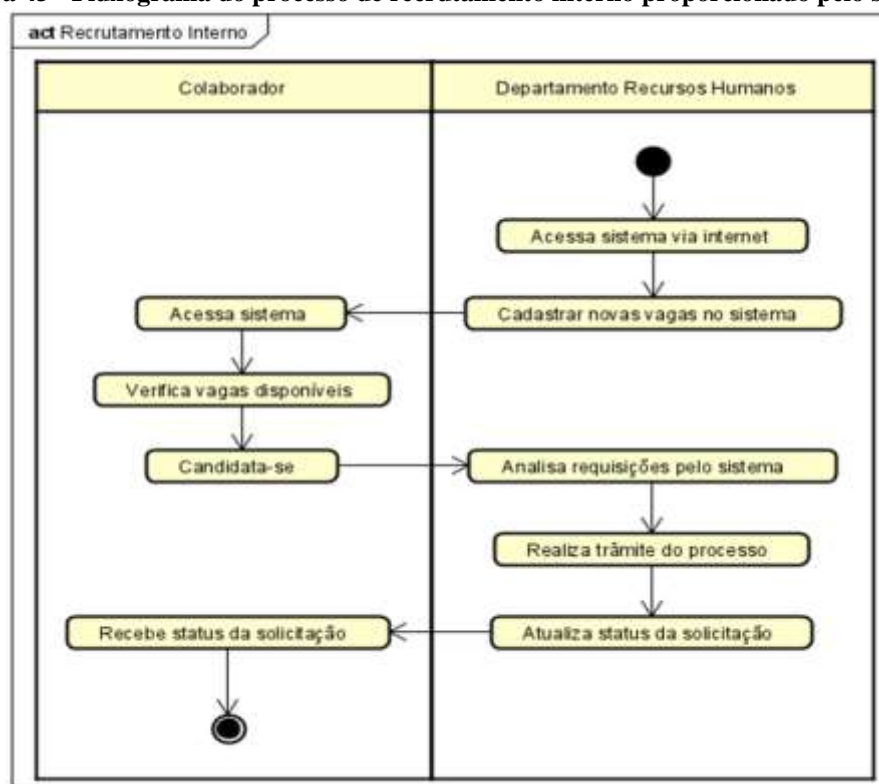 Fluxograma do processo de recrutamento interno proporcionado pelo
act Recrutamento Interno
Colaborador
Departamento Recursos Humanos
Acessa sistema via internet
Acessa sistema
Cadastrar novas vagas no sistema
Verifica vagas disponíveis
Candidata-se
Analisa requisições pelo sistema
Realiza trâmite do processo
Recebe status da solicitação
Atualiza status da solicitação